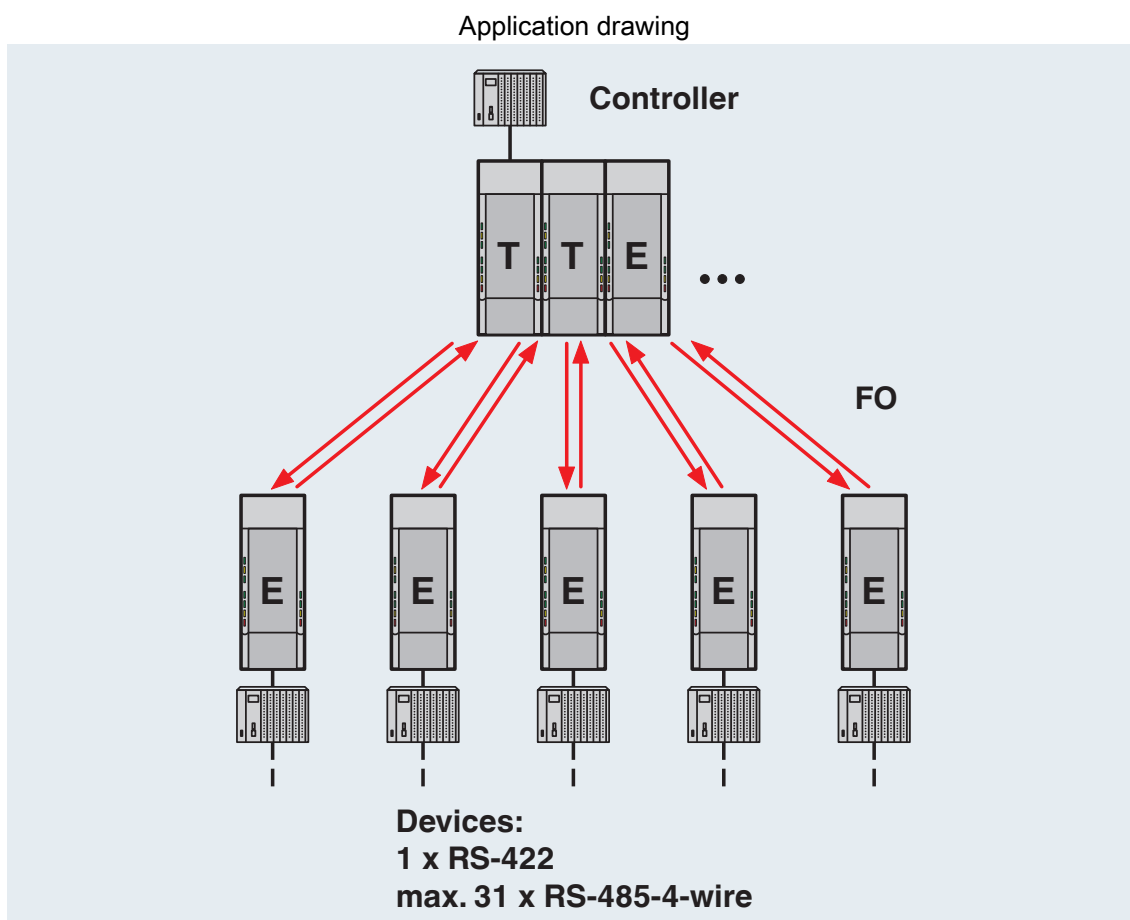 Application drawing
Controller
T T E
...
FO
E E E E E
Devices:
1 x RS-422
max. 31 x RS-485-4-wire